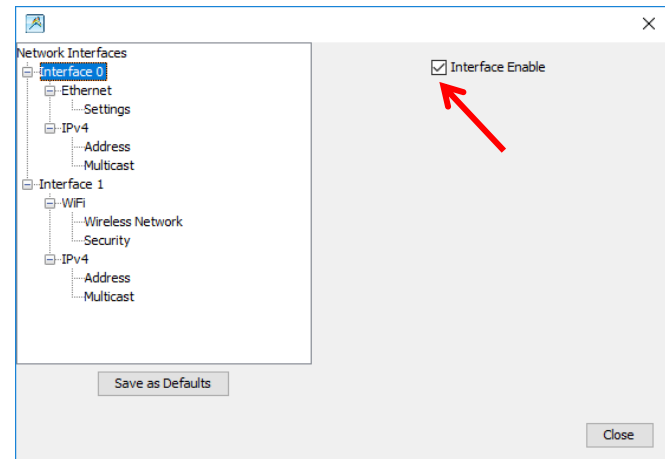 Network Interfaces
Interface 0
Ethernet
Settings
IPv4
Address
Multicast
Interface 1
WiFi
Wireless Network
Security
IPv4
Address
Multicast
Interface Enable
Save as Defaults
Close